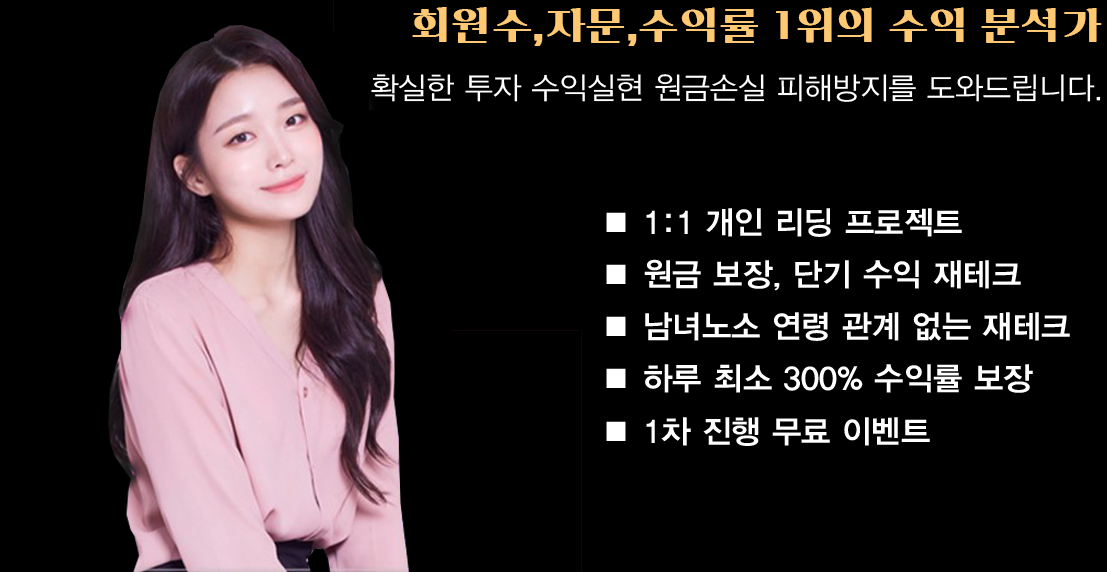 회원수,자문,수익률 1위의 수익 분석가
확실한 투자 수익실현 원금손실 피해방지를 도와드립니다.
■ 1:1 개인 리딩 프로젝트
■ 원금 보장, 단기 수익 재테크
■ 남녀노소 연령 관계 없는 재테크
■ 하루 최소 300% 수익률 보장
■ 1차 진행 무료 이벤트